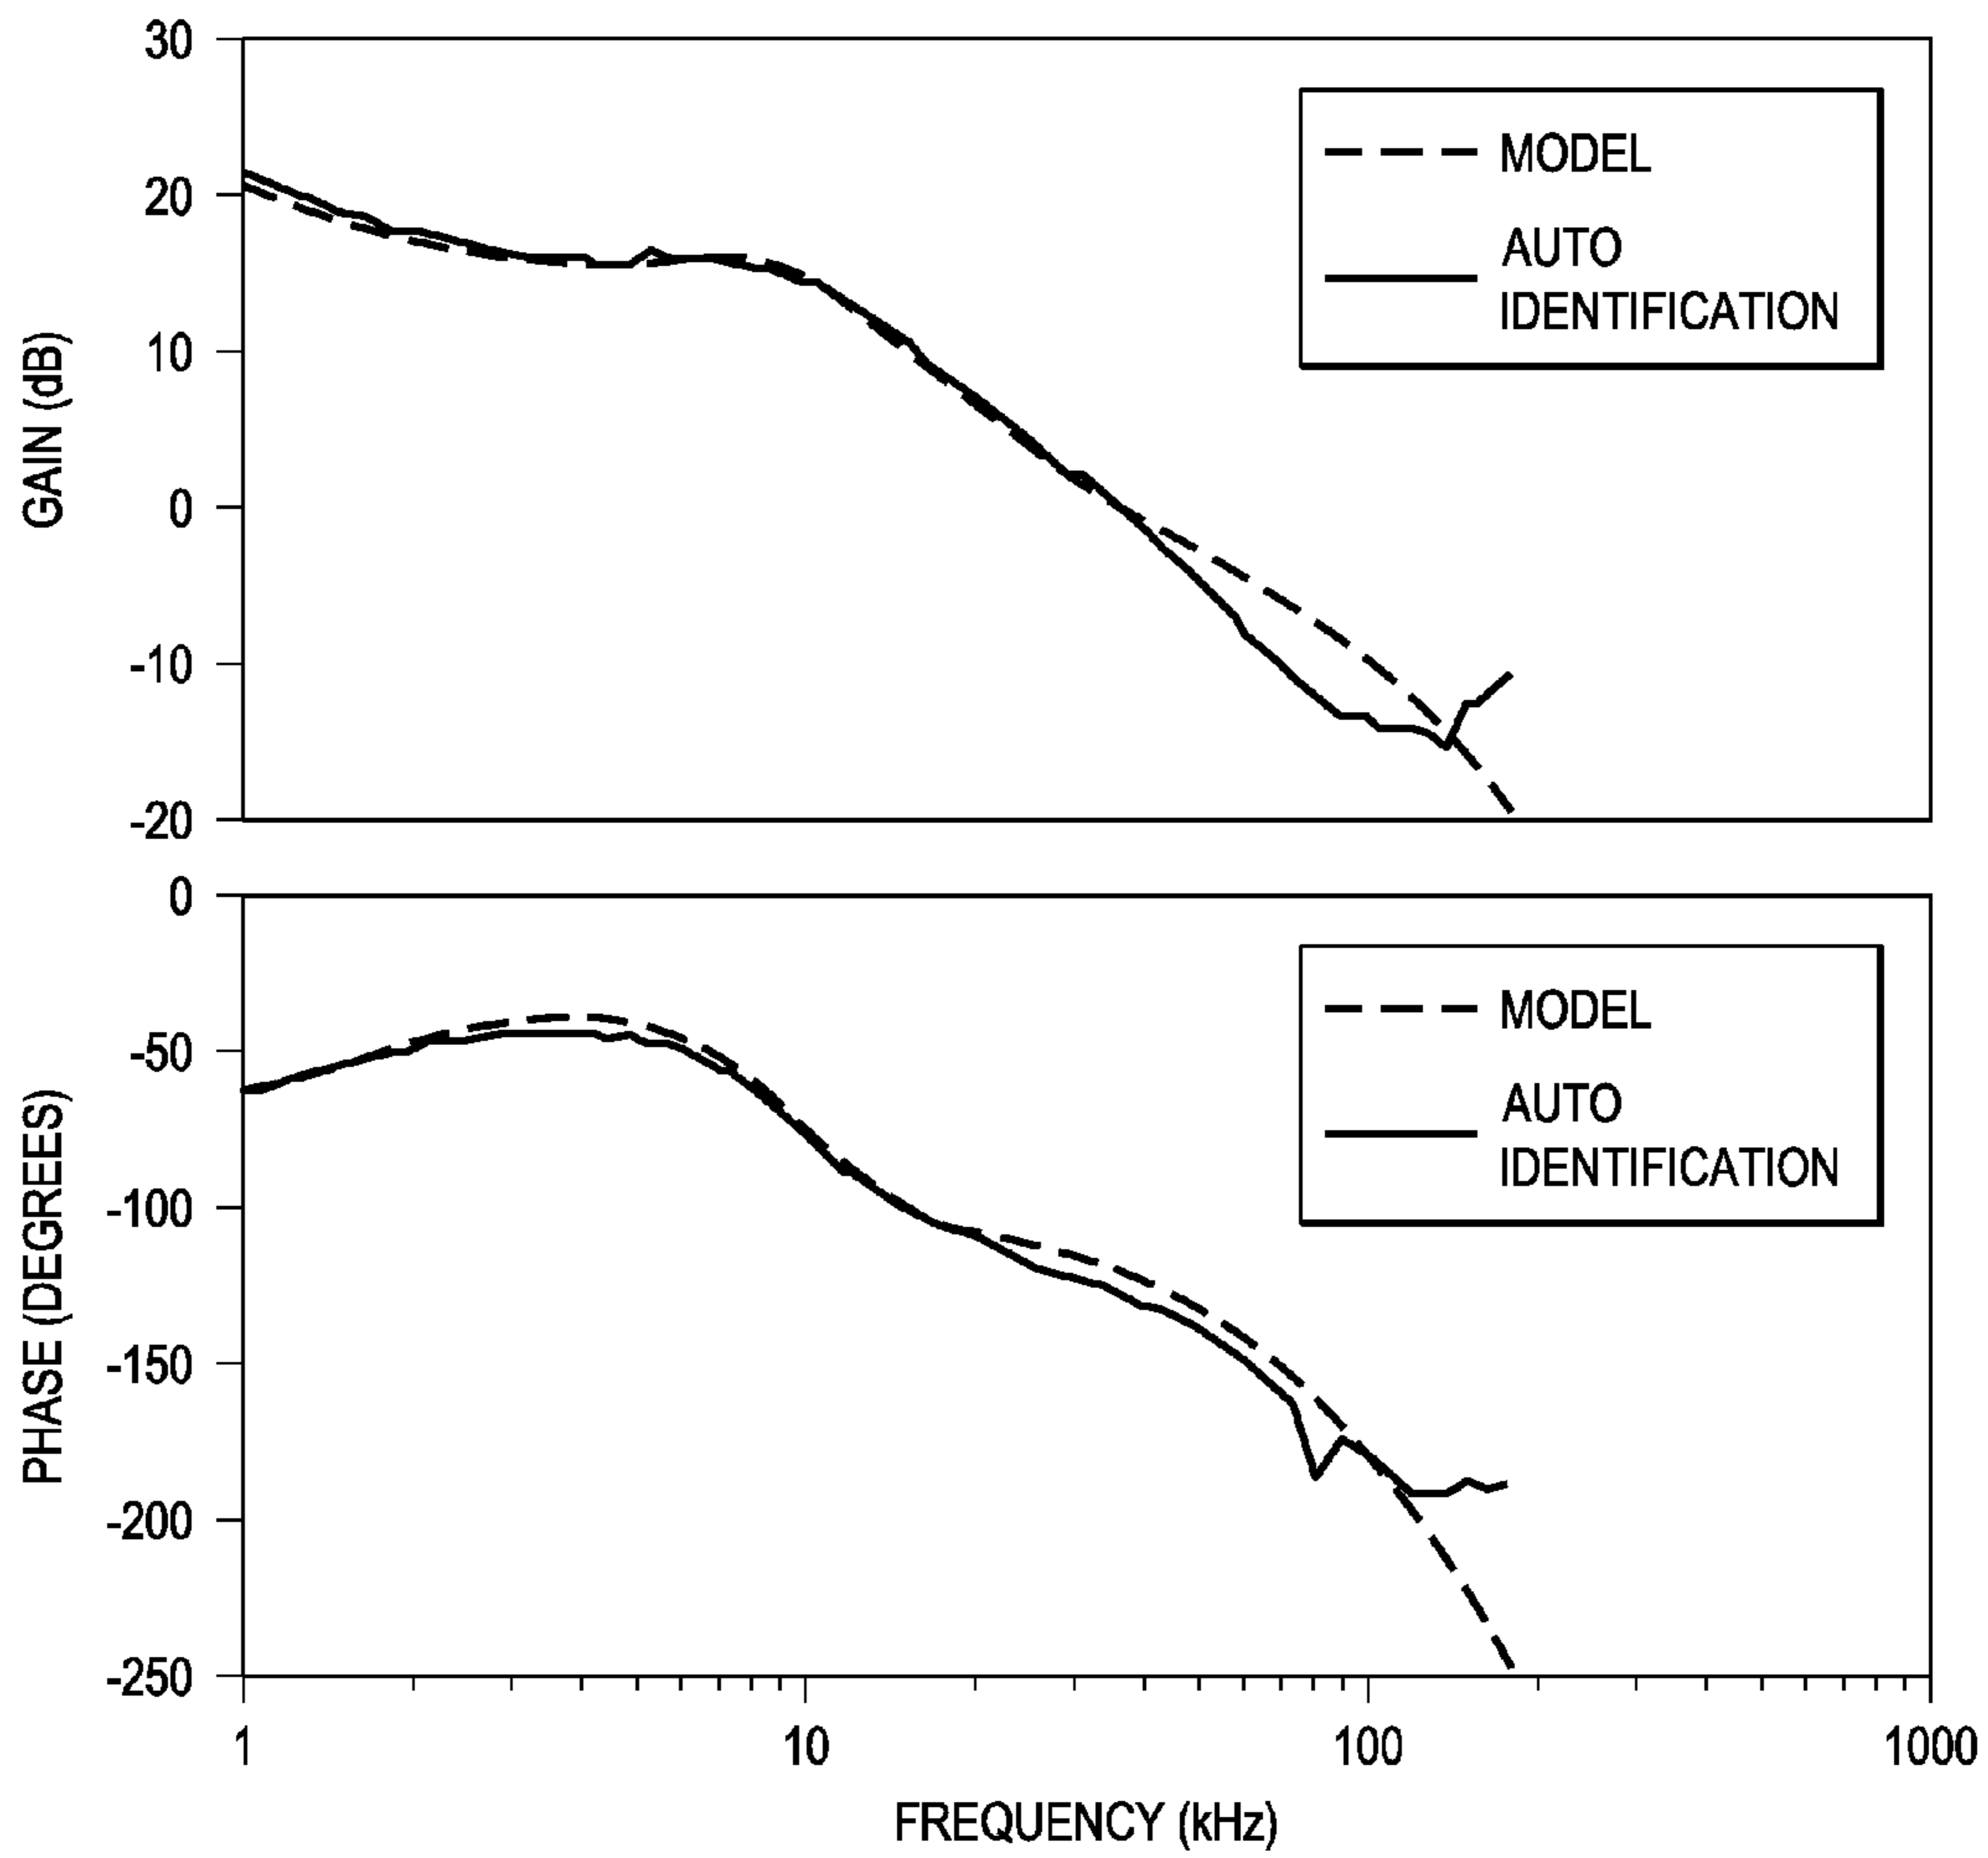 30
20
10
0
-10
-20
GAIN (dB)
MODEL
AUTO
IDENTIFICATION
0
-50
-100
-150
-200
-250
PHASE (DEGREES)
MODEL
AUTO
IDENTIFICATION
1
10
100
1000
FREQUENCY (kHz)